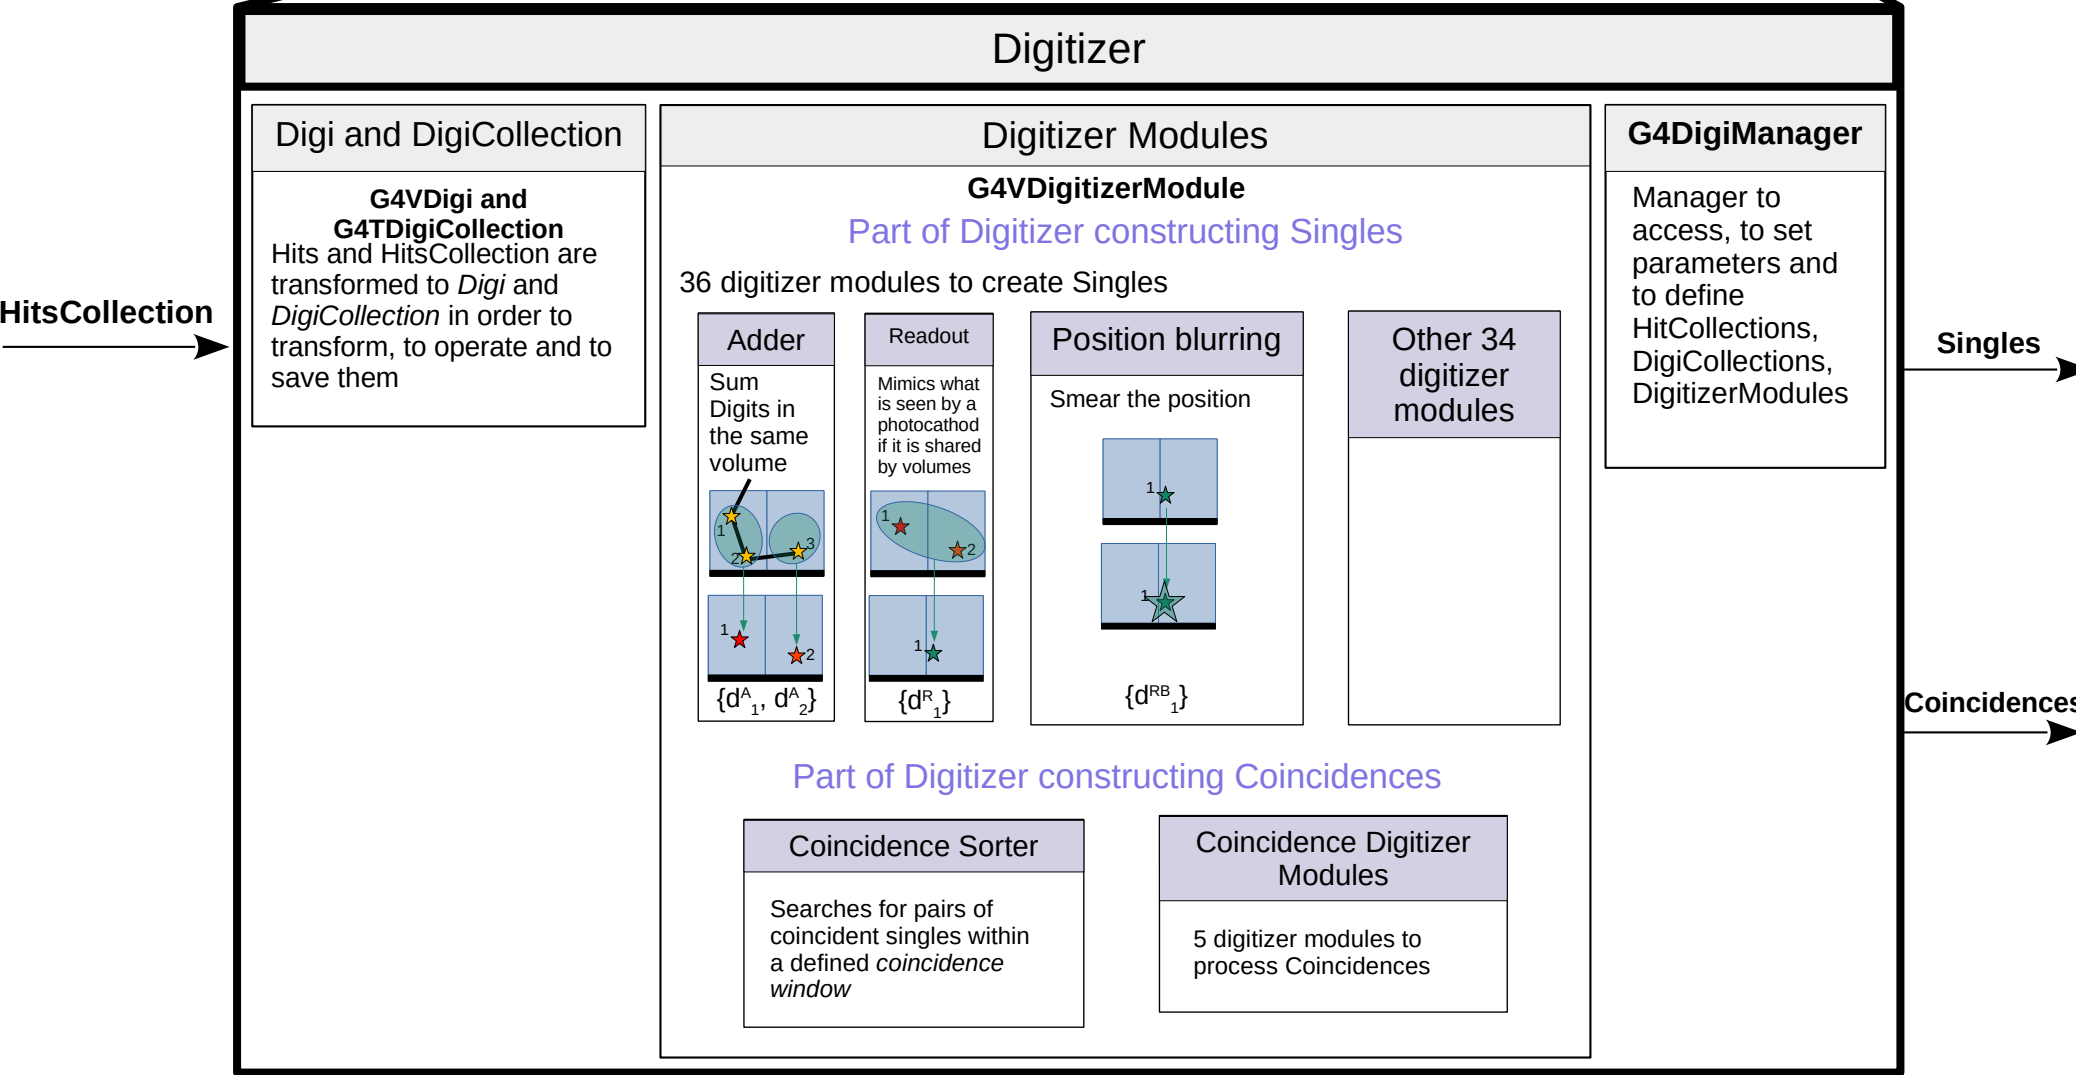 Digitizer
HitsCollection
Digi and DigiCollection
G4VDigi and
G4TDigiCollection
Hits and HitsCollection are
transformed to Digi and
DigiCollection in order to
transform, to operate and to
save them
Digitizer Modules
G4VDigitizerModule
Part of Digitizer constructing Singles
36 digitizer modules to create Singles
Adder
Sum
Digits in
the same
volume
1
2
3
1
2
{dA1, dA2}
Readout
Mimics what
is seen by a
photocathod
if it is shared
by volumes
1
2
1
{dR1}
Position blurring
Smear the position
1
1
{dRB1}
Other 34
digitizer
modules
Part of Digitizer constructing Coincidences
Coincidence Sorter
Searches for pairs of
coincident singles within
a defined coincidence
window
Coincidence Digitizer
Modules
5 digitizer modules to
process Coincidences
G4DigiManager
Manager to
access, to set
parameters and
to define
HitCollections,
DigiCollections,
DigitizerModules
Singles
Coincidences